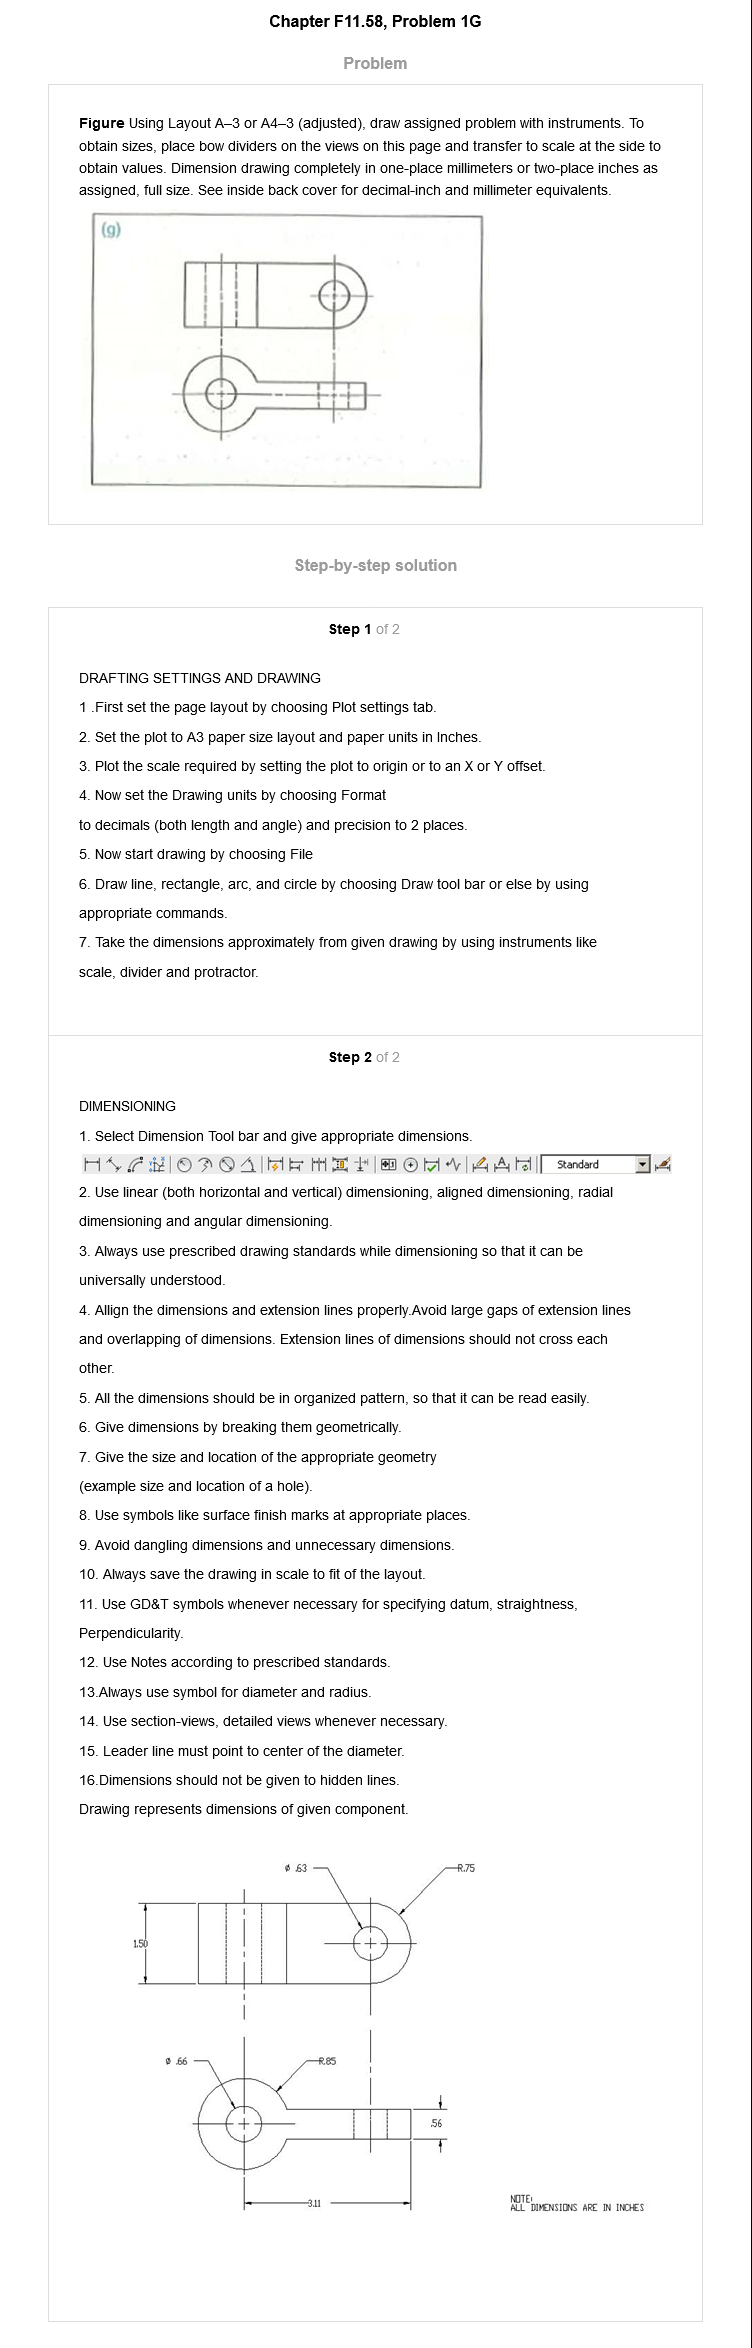 Chapter F11.58, Problem 1G
Problem
Figure Using Layout A–3 or A4–3 (adjusted), draw assigned problem with instruments. To
obtain sizes, place bow dividers on the views on this page and transfer to scale at the side to
obtain values. Dimension drawing completely in one-place millimeters or two-place inches as
assigned, full size. See inside back cover for decimal-inch and millimeter equivalents.
(g)
Step-by-step solution
Step 1 of 2
DRAFTING SETTINGS AND DRAWING
1 .First set the page layout by choosing Plot settings tab.
2. Set the plot to A3 paper size layout and paper units in Inches.
3. Plot the scale required by setting the plot to origin or to an X or Y offset.
4. Now set the Drawing units by choosing Format
to decimals (both length and angle) and precision to 2 places.
5. Now start drawing by choosing File
6. Draw line, rectangle, arc, and circle by choosing Draw tool bar or else by using
appropriate commands.
7. Take the dimensions approximately from given drawing by using instruments like
scale, divider and protractor.
Step 2 of 2
DIMENSIONING
1. Select Dimension Tool bar and give appropriate dimensions.
Standard
2. Use linear (both horizontal and vertical) dimensioning, aligned dimensioning, radial
dimensioning and angular dimensioning.
3. Always use prescribed drawing standards while dimensioning so that it can be
universally understood.
4. Allign the dimensions and extension lines properly.Avoid large gaps of extension lines
and overlapping of dimensions. Extension lines of dimensions should not cross each
other.
5. All the dimensions should be in organized pattern, so that it can be read easily.
6. Give dimensions by breaking them geometrically.
7. Give the size and location of the appropriate geometry
(example size and location of a hole).
8. Use symbols like surface finish marks at appropriate places.
9. Avoid dangling dimensions and unnecessary dimensions.
10. Always save the drawing in scale to fit of the layout.
11. Use GD&T symbols whenever necessary for specifying datum, straightness,
Perpendicularity.
12. Use Notes according to prescribed standards.
13.Always use symbol for diameter and radius.
14. Use section-views, detailed views whenever necessary.
15. Leader line must point to center of the diameter.
16.Dimensions should not be given to hidden lines.
Drawing represents dimensions of given component.
Ø .63
R.75
1.50
Ø .66
R.85
.56
3.11
NOTE:
ALL DIMENSIONS ARE IN INCHES